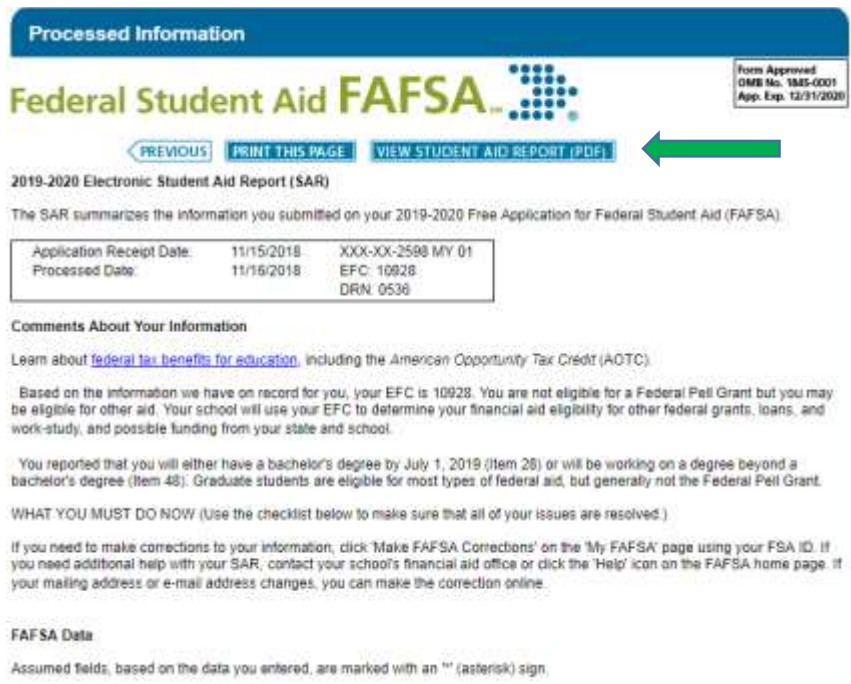 Processed Information
Form Approved
OMB No. 1845-0001
App. Exp. 12/31/2020
Federal Student Aid FAFSA
PREVIOUS PRINT THIS PAGE VIEW STUDENT AID REPORT (PDF)
2019-2020 Electronic Student Aid Report (SAR)
The SAR summarizes the information you submitted on your 2019-2020 Free Application for Federal Student Aid (FAFSA).
Application Receipt Date: 11/15/2018 XXX-XX-2598 MY 01
Processed Date: 11/16/2018 EFC: 10928
DRN: 0536
Comments About Your Information
Learn about federal tax benefits for education, including the American Opportunity Tax Credit (AOTC).
Based on the information we have on record for you, your EFC is 10928. You are not eligible for a Federal Pell Grant but you may
be eligible for other aid. Your school will use your EFC to determine your financial aid eligibility for other federal grants, loans, and
work-study, and possible funding from your state and school.
You reported that you will either have a bachelor's degree by July 1, 2019 (Item 28) or will be working on a degree beyond a
bachelor's degree (Item 48). Graduate students are eligible for most types of federal aid, but generally not the Federal Pell Grant.
WHAT YOU MUST DO NOW (Use the checklist below to make sure that all of your issues are resolved.)
If you need to make corrections to your information, click 'Make FAFSA Corrections' on the 'My FAFSA' page using your FSA ID. If
you need additional help with your SAR, contact your school's financial aid office or click the 'Help' icon on the FAFSA home page. If
your mailing address or e-mail address changes, you can make the correction online.
FAFSA Data
Assumed fields, based on the data you entered, are marked with an '*' (asterisk) sign.